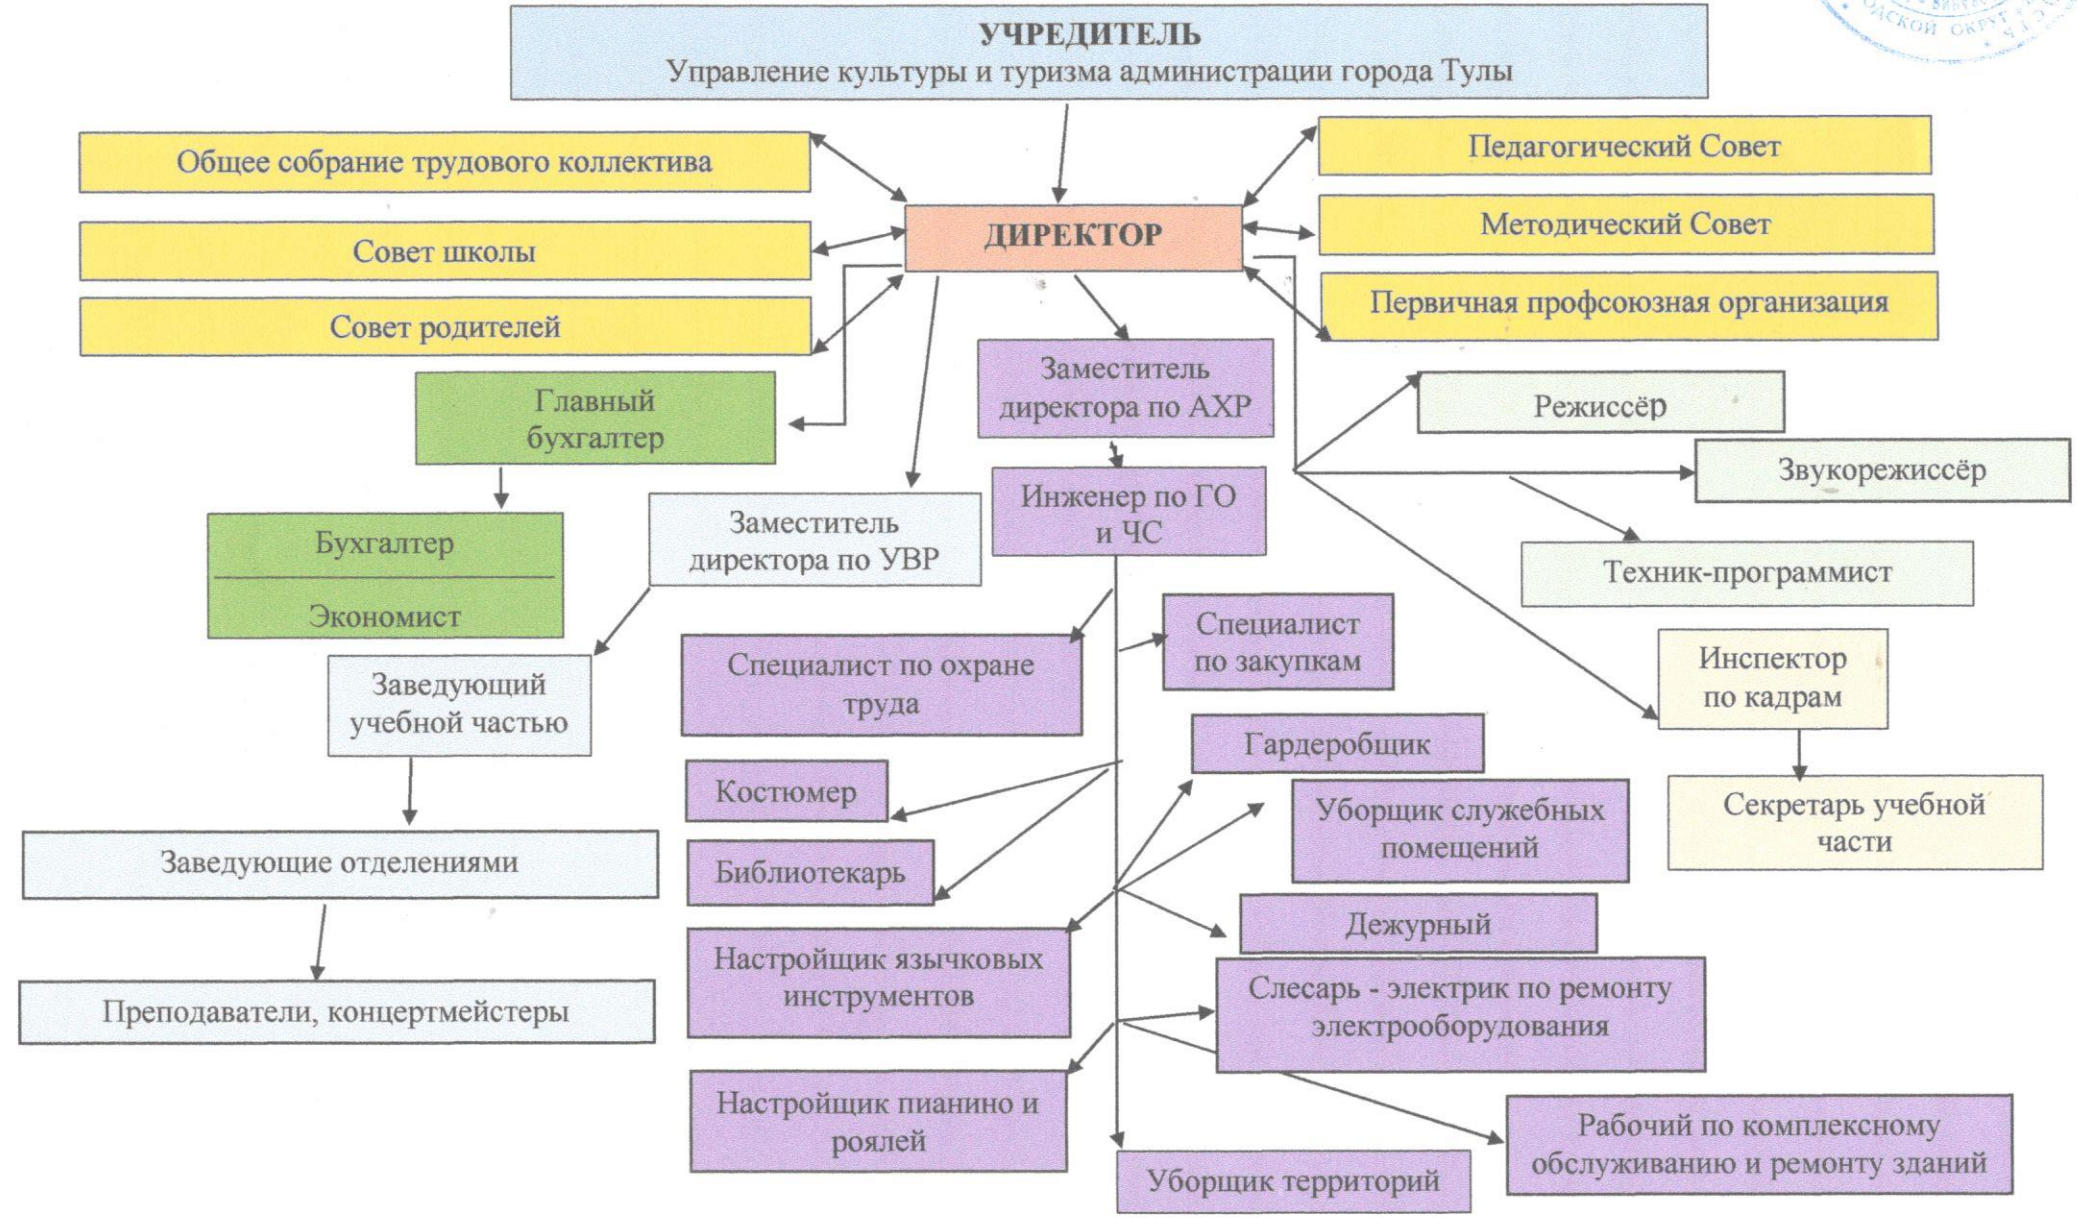 УЧРЕДИТЕЛЬ
Управление культуры и туризма администрации города Тулы
ОДСКОЙ ОКРУГ
Общее собрание трудового коллектива
Совет школы
Совет родителей
ДИРЕКТОР
Педагогический Совет
Методический Совет
Первичная профсоюзная организация
Главный
бухгалтер
Бухгалтер
Экономист
Заместитель
директора по УВР
Заведующий
учебной частью
Заведующие отделениями
Преподаватели, концертмейстеры
Заместитель
директора по АХР
Инженер по ГО
и ЧС
Специалист по охране
труда
Костюмер
Библиотекарь
Настройщик язычковых
инструментов
Настройщик пианино и
роялей
Специалист
по закупкам
Гардеробщик
Уборщик служебных
помещений
Дежурный
Слесарь - электрик по ремонту
электрооборудования
Рабочий по комплексному
обслуживанию и ремонту зданий
Уборщик территорий
Режиссёр
Звукорежиссёр
Техник-программист
Инспектор
по кадрам
Секретарь учебной
части